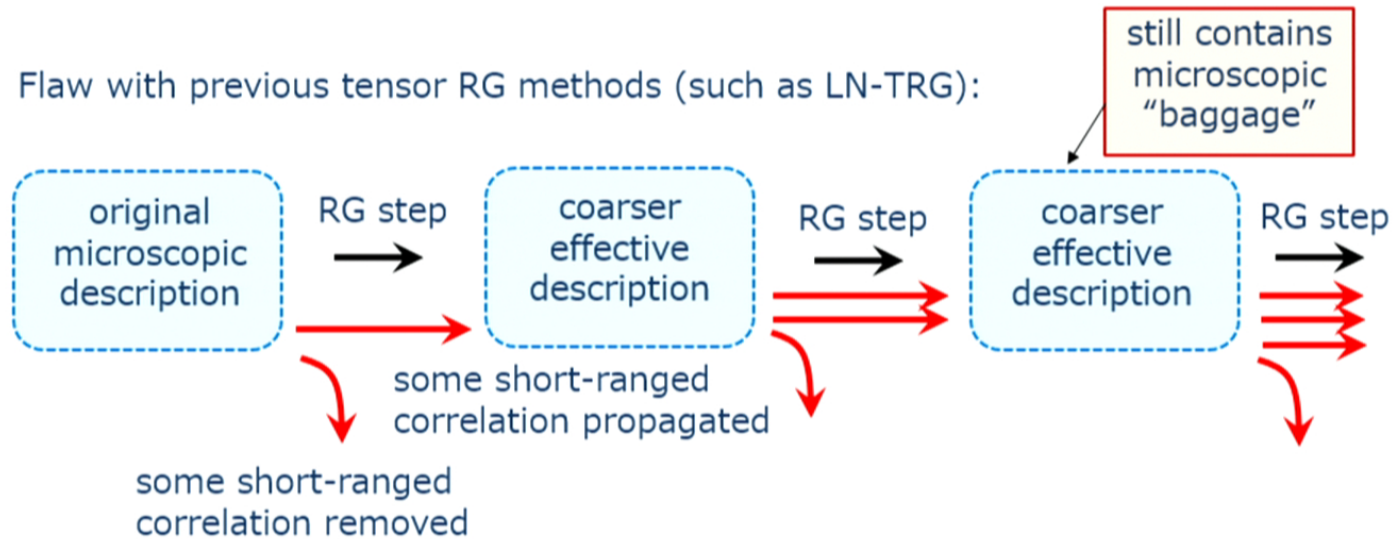 still contains
microscopic
“baggage”
Flaw with previous tensor RG methods (such as LN-TRG):
original
microscopic
description
RG step
coarser
effective
description
RG step
coarser
effective
description
RG step
some short-ranged
correlation propagated
some short-ranged
correlation removed